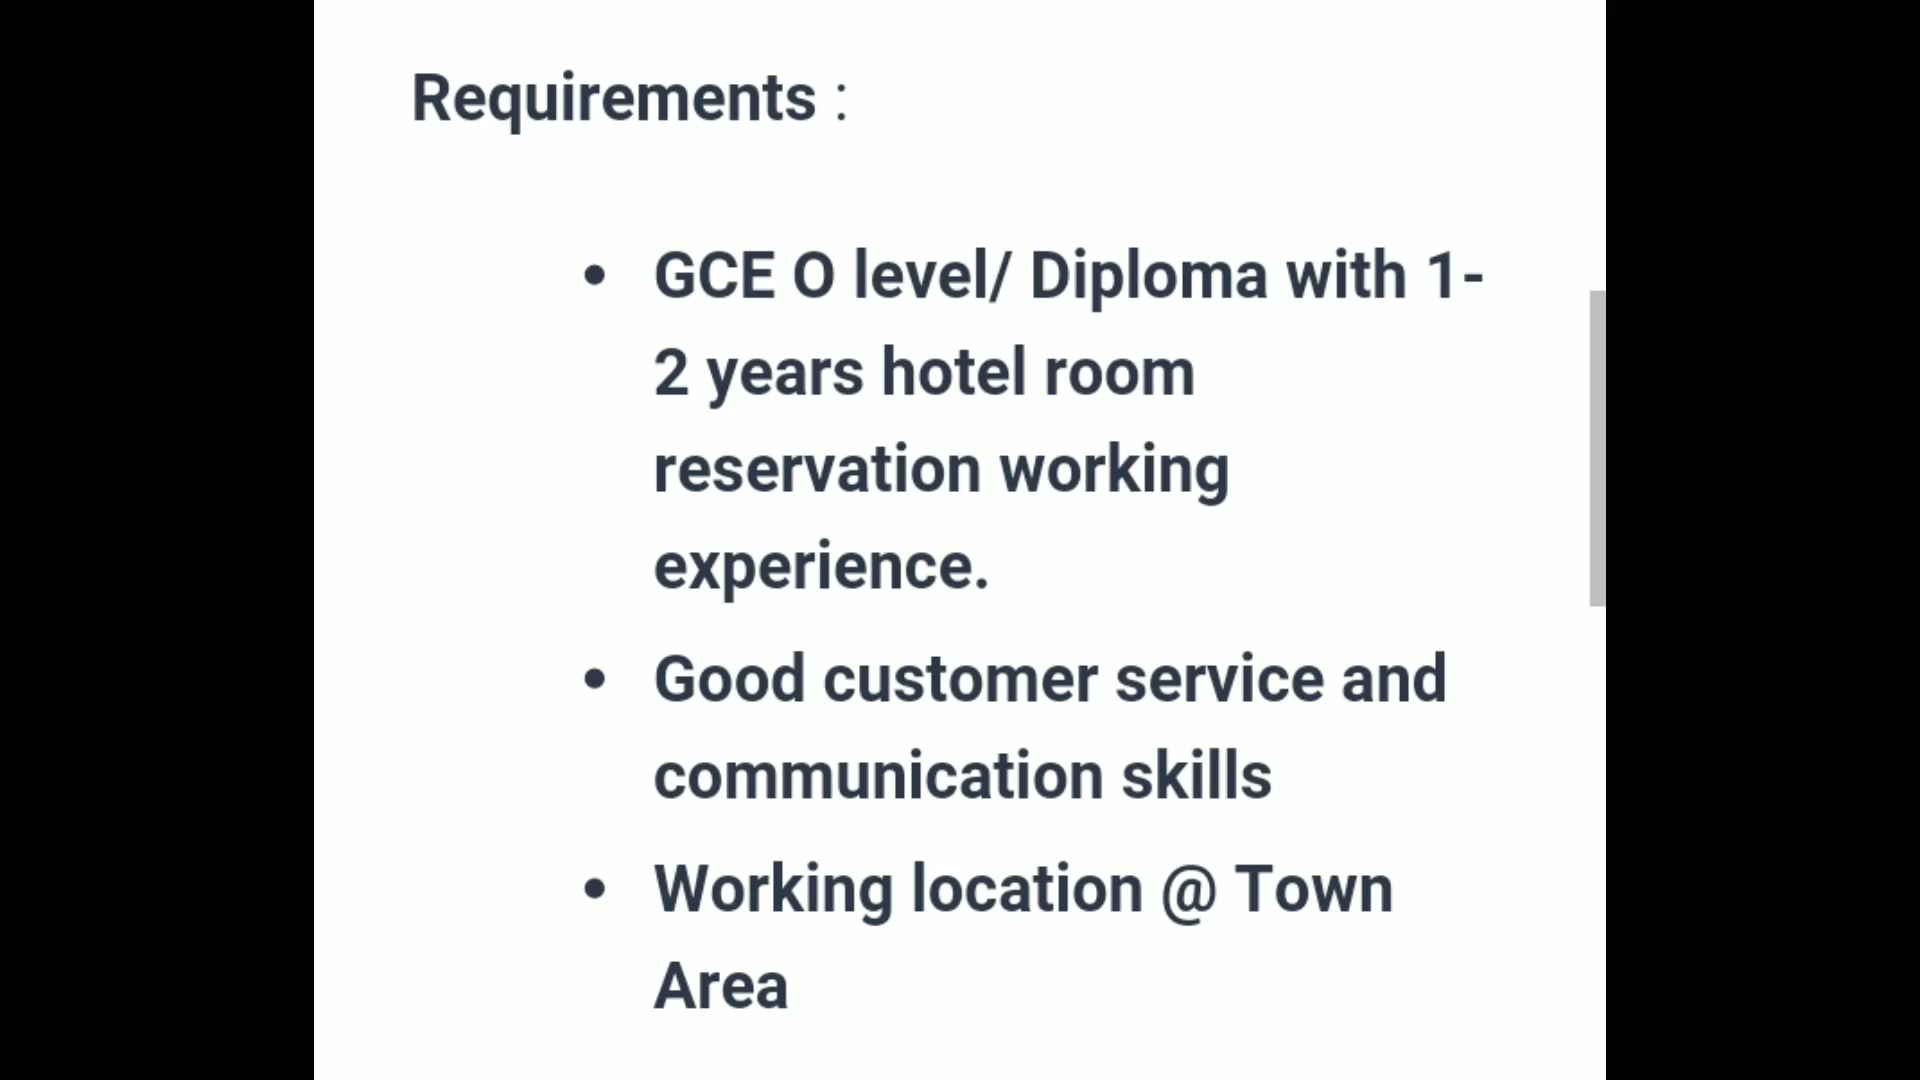 Requirements :
• GCE O level/ Diploma with 1-
2 years hotel room
reservation working
experience.
• Good customer service and
communication skills
• Working location @ Town
Area